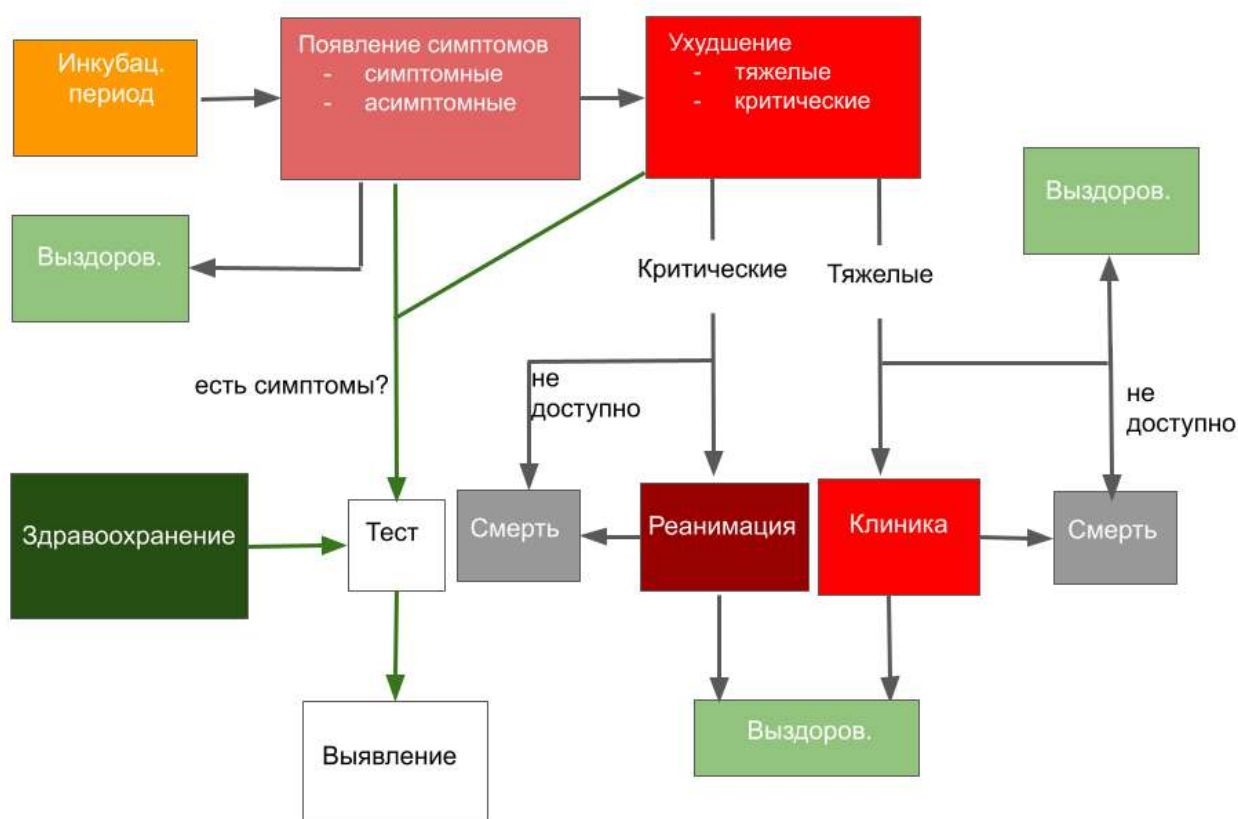 Инкубац.
период
Появление симптомов
- симптомные
- асимптомные
Ухудшение
- тяжелые
- критические
Выздоров.
Выздоров.
Критические
Тяжелые
есть симптомы?
не
доступно
не
доступно
Здравоохранение
Тест
Смерть
Реанимация
Клиника
Смерть
Выявление
Выздоров.